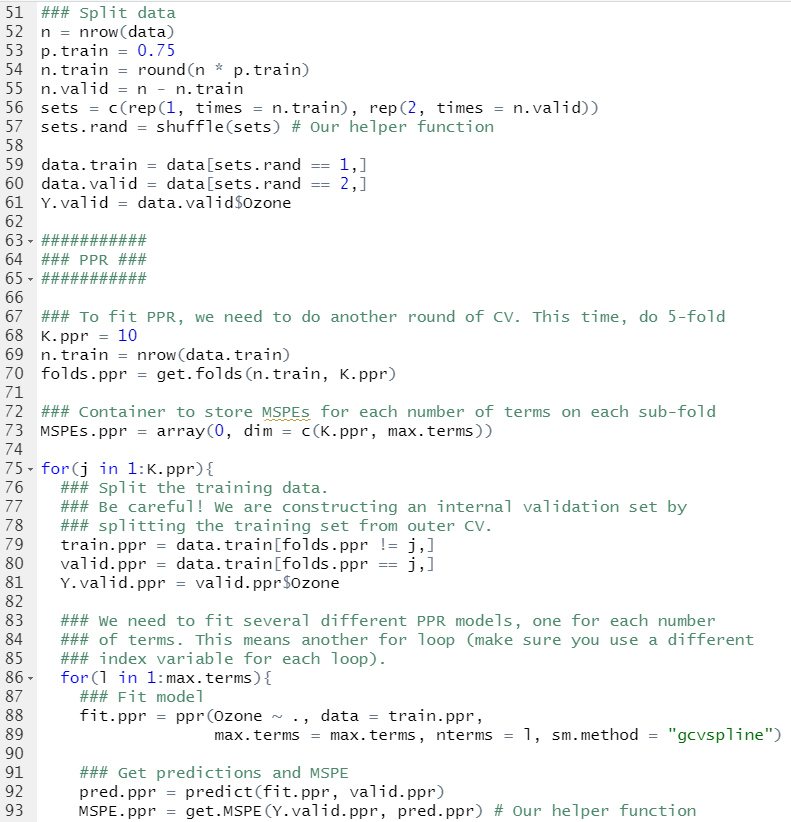 51 ### Split data
52 n = nrow(data)
53 p.train = 0.75
54 n.train = round(n * p.train)
55 n.valid = n - n.train
56 sets = c(rep(1, times = n.train), rep(2, times = n.valid))
57 sets.rand = shuffle(sets) # Our helper function
58
59 data.train = data[sets.rand == 1,]
60 data.valid = data[sets.rand == 2,]
61 Y.valid = data.valid$Ozone
62
63 ###########
64 ### PPR ###
65 ###########
66
67 ### To fit PPR, we need to do another round of CV. This time, do 5-fold
68 K.ppr = 10
69 n.train = nrow(data.train)
70 folds.ppr = get.folds(n.train, K.ppr)
71
72 ### Container to store MSPEs for each number of terms on each sub-fold
73 MSPEs.ppr = array(0, dim = c(K.ppr, max.terms))
74
75 for(j in 1:K.ppr){
76 ### Split the training data.
77 ### Be careful! We are constructing an internal validation set by
78 ### splitting the training set from outer CV.
79 train.ppr = data.train[folds.ppr != j,]
80 valid.ppr = data.train[folds.ppr == j,]
81 Y.valid.ppr = valid.ppr$Ozone
82
83 ### We need to fit several different PPR models, one for each number
84 ### of terms. This means another for loop (make sure you use a different
85 ### index variable for each loop).
86 for(l in 1:max.terms){
87 ### Fit model
88 fit.ppr = ppr(Ozone ~ ., data = train.ppr,
89 max.terms = max.terms, nterms = l, sm.method = "gcvspline")
90
91 ### Get predictions and MSPE
92 pred.ppr = predict(fit.ppr, valid.ppr)
93 MSPE.ppr = get.MSPE(Y.valid.ppr, pred.ppr) # Our helper function